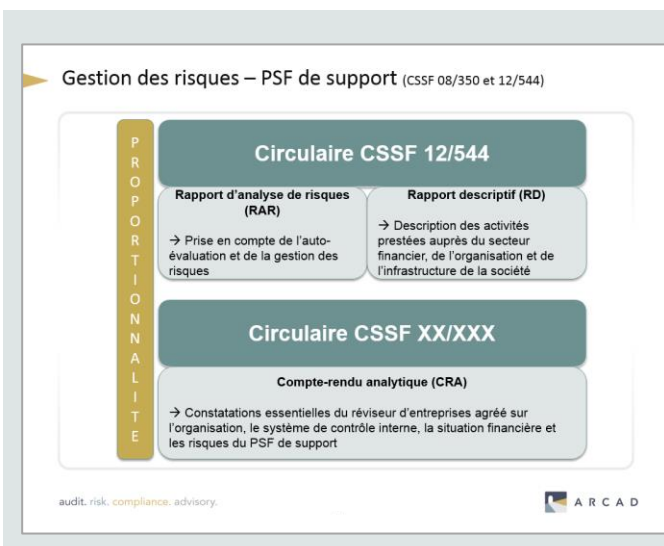 Gestion des risques – PSF de support (CSSF 08/350 et 12/544)
PROPORTIONNALITE
Circulaire CSSF 12/544
Rapport d'analyse de risques
(RAR)
→ Prise en compte de l'auto-
évaluation et de la gestion des
risques
Rapport descriptif (RD)
→ Description des activités
prestées auprès du secteur
financier, de l'organisation et de
l'infrastructure de la société
Circulaire CSSF XX/XXX
Compte-rendu analytique (CRA)
→ Constatations essentielles du réviseur d'entreprises agréé sur
l'organisation, le système de contrôle interne, la situation financière et
les risques du PSF de support
audit. risk. compliance. advisory.
ARCAD